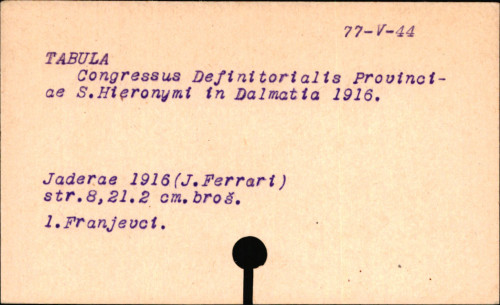 77-V-44
TABULA
Congressus Definitorialis Provinci-
ae S.Hieronymi in Dalmatia 1916.
Jaderae 1916(J.Ferrari)
str.8,21.2 cm.broš.
1.Franjevci.